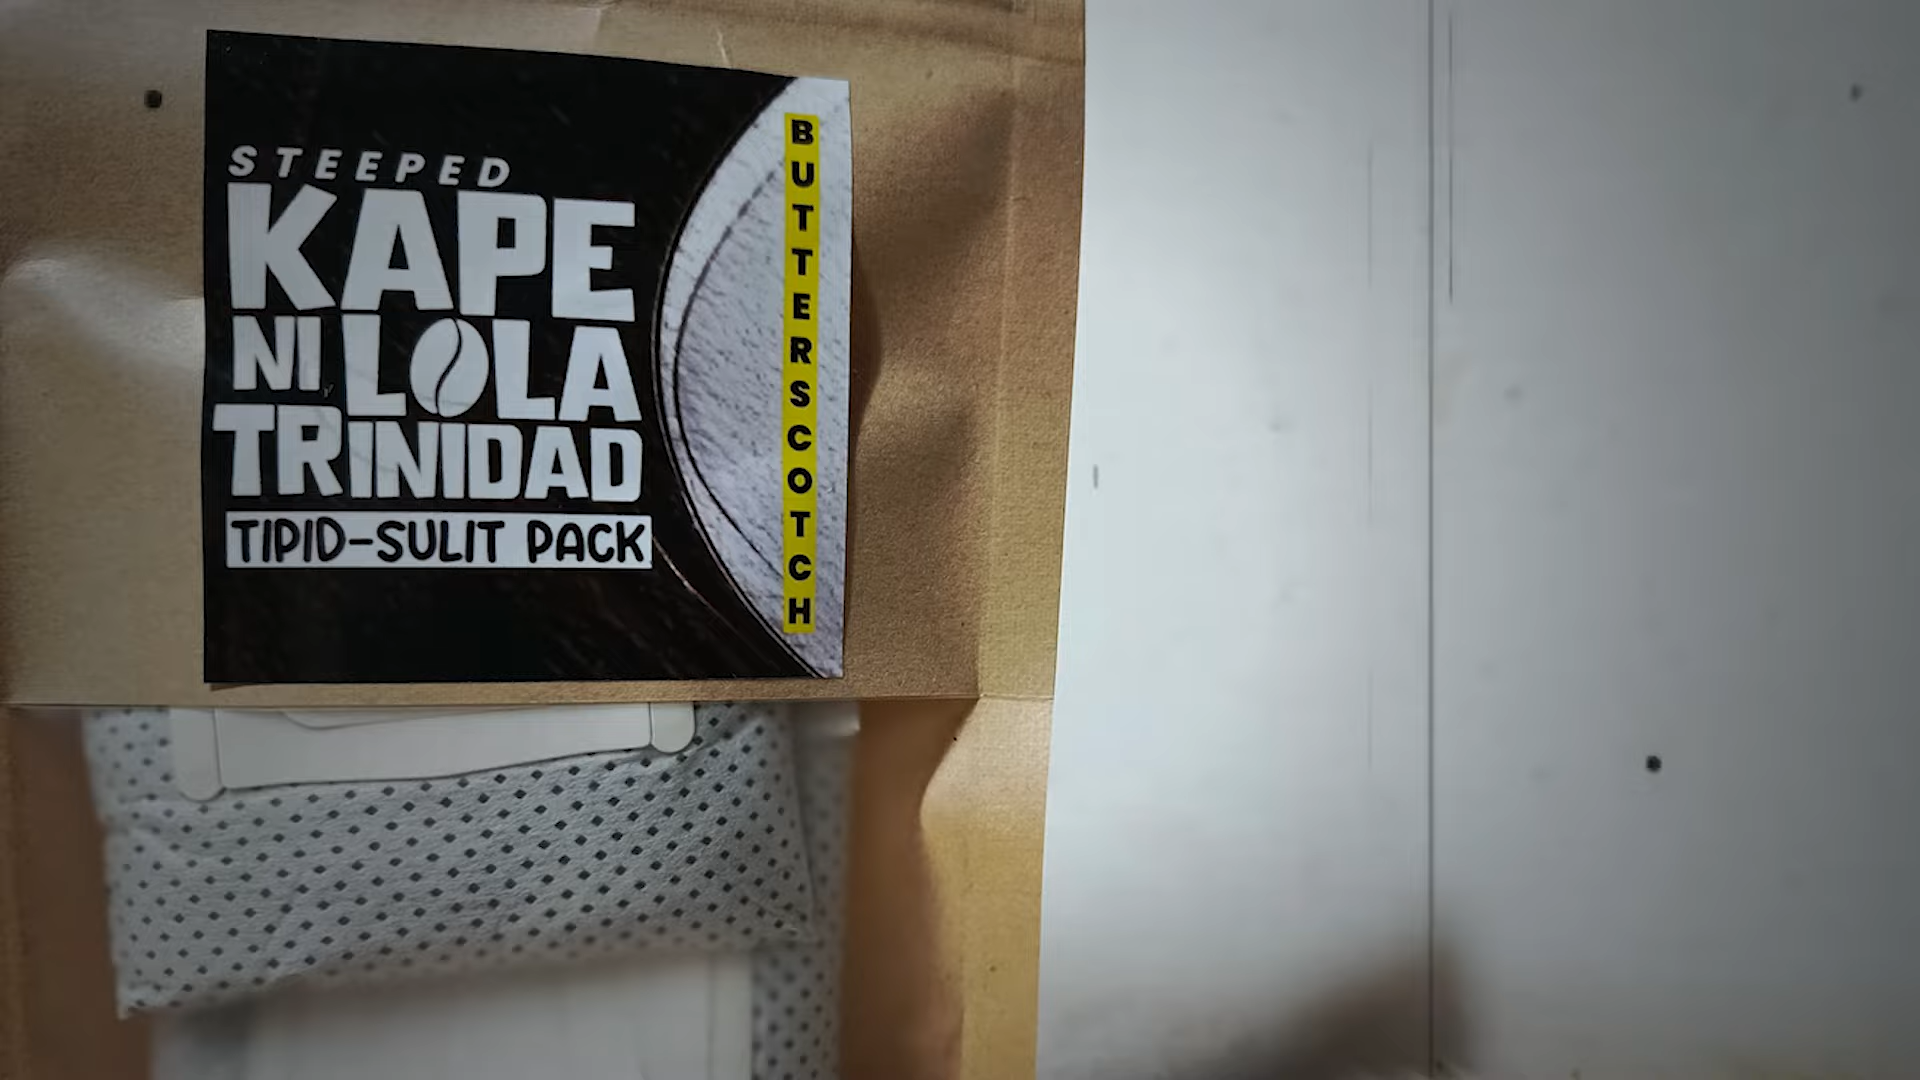 STEEPED
KAPE
NI LOLA
TRINIDAD
TIPID-SULIT PACK
BUTTERSCOTCH